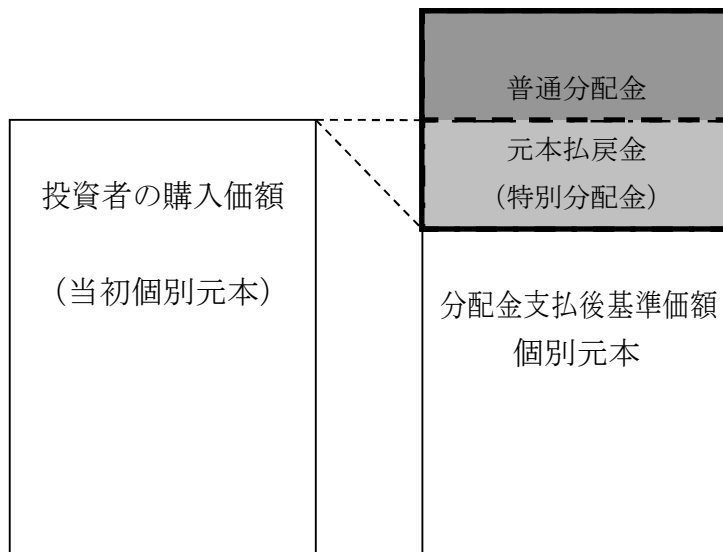 投資者の購入価額
（当初個別元本）
普通分配金
元本払戻金
（特別分配金）
分配金支払後基準価額
個別元本